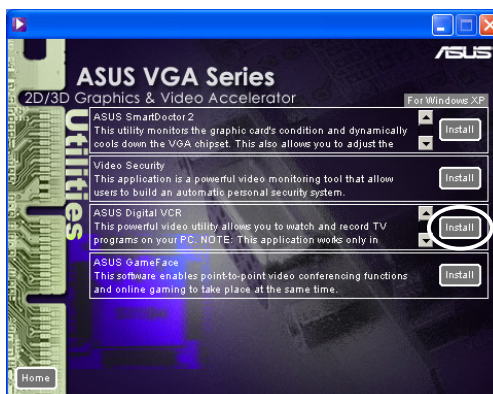 ASUS
ASUS VGA Series
2D/3D Graphics & Video Accelerator
For Windows XP
Utilities
ASUS SmartDoctor 2
This utility monitors the graphic card's condition and dynamically
cools down the VGA chipset. This also allows you to adjust the
Install
Video Security
This application is a powerful video monitoring tool that allow
users to build an automatic personal security system.
Install
ASUS Digital VCR
This powerful video utility allows you to watch and record TV
programs on your PC. NOTE: This application works only in
Install
ASUS GameFace
This software enables point-to-point video conferencing functions
and online gaming to take place at the same time.
Install
Home